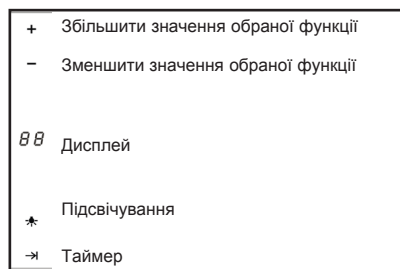 + Збільшити значення обраної функції
− Зменшити значення обраної функції
88 Дисплей
Підсвічування
Таймер